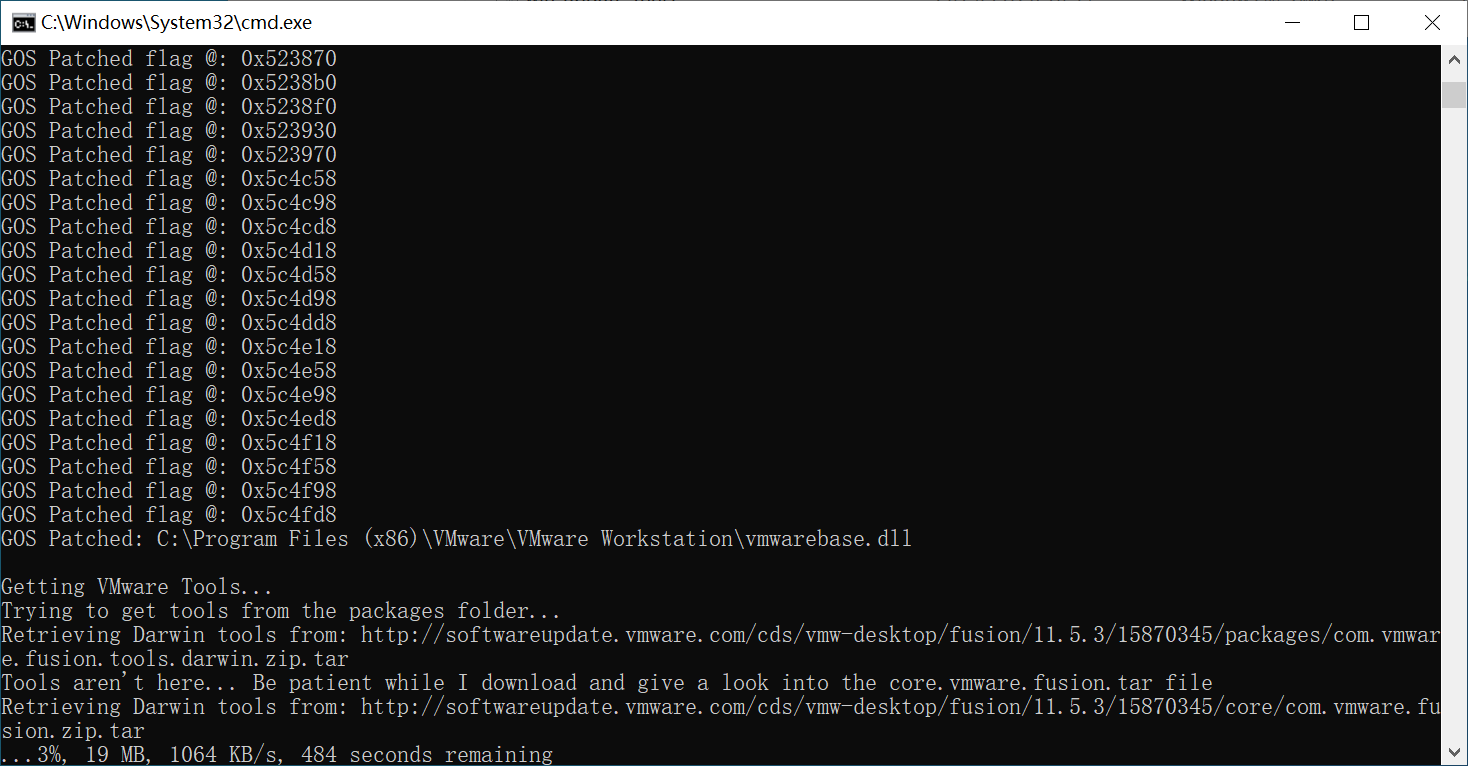 C:\Windows\System32\cmd.exe
GOS Patched flag @: 0x523870
GOS Patched flag @: 0x5238b0
GOS Patched flag @: 0x5238f0
GOS Patched flag @: 0x523930
GOS Patched flag @: 0x523970
GOS Patched flag @: 0x5c4c58
GOS Patched flag @: 0x5c4c98
GOS Patched flag @: 0x5c4cd8
GOS Patched flag @: 0x5c4d18
GOS Patched flag @: 0x5c4d58
GOS Patched flag @: 0x5c4d98
GOS Patched flag @: 0x5c4dd8
GOS Patched flag @: 0x5c4e18
GOS Patched flag @: 0x5c4e58
GOS Patched flag @: 0x5c4e98
GOS Patched flag @: 0x5c4ed8
GOS Patched flag @: 0x5c4f18
GOS Patched flag @: 0x5c4f58
GOS Patched flag @: 0x5c4f98
GOS Patched flag @: 0x5c4fd8
GOS Patched: C:\Program Files (x86)\VMware\VMware Workstation\vmwarebase.dll
Getting VMware Tools...
Trying to get tools from the packages folder...
Retrieving Darwin tools from: http://softwareupdate.vmware.com/cds/vmw-desktop/fusion/11.5.3/15870345/packages/com.vmwar
e.fusion.tools.darwin.zip.tar
Tools aren't here... Be patient while I download and give a look into the core.vmware.fusion.tar file
Retrieving Darwin tools from: http://softwareupdate.vmware.com/cds/vmw-desktop/fusion/11.5.3/15870345/core/com.vmware.fu
sion.zip.tar
...3%, 19 MB, 1064 KB/s, 484 seconds remaining